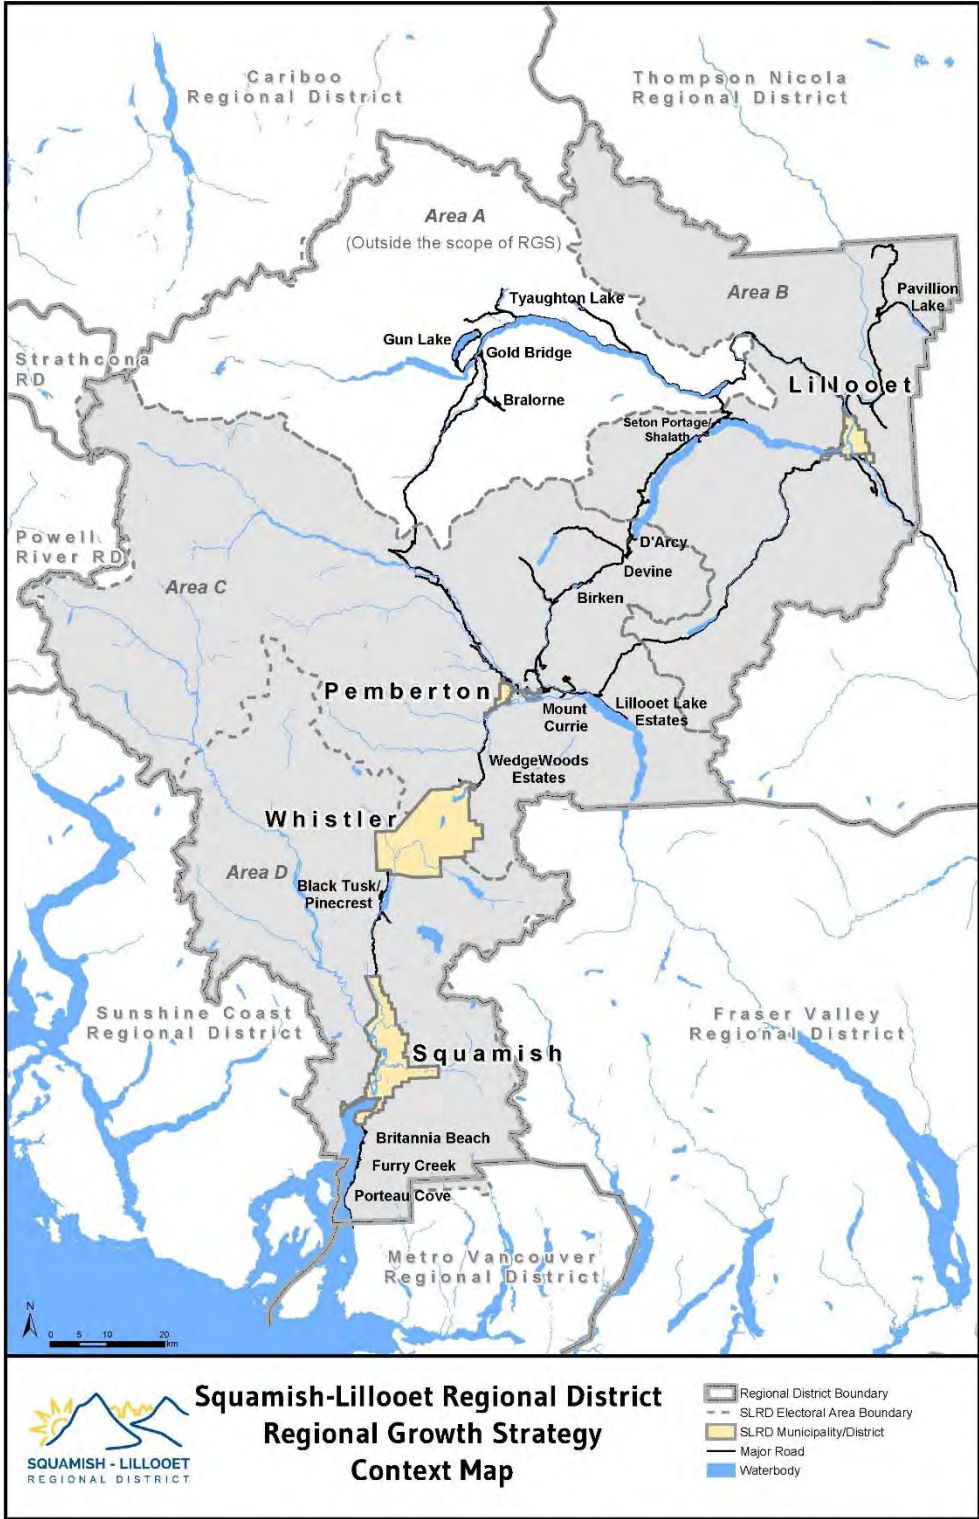 Cariboo
Regional District
Thompson Nicola
Regional District
Area A
(Outside the scope of RGS)
Area B
Pavillion
Lake
Tyaughton Lake
Gun Lake
Gold Bridge
Strathcona
RD
Lillooet
Bralorne
Seton Portage/
Shalath
Powell
River RD
D'Arcy
Devine
Area C
Birken
Pemberton
Mount
Currie
Lillooet Lake
Estates
WedgeWoods
Estates
Whistler
Area D
Black Tusk/
Pinecrest
Sunshine Coast
Regional District
Fraser Valley
Regional District
Squamish
Britannia Beach
Furry Creek
Porteau Cove
Metro Vancouver
Regional District
N
0 5 10 20
km
Squamish-Lillooet Regional District
Regional Growth Strategy
Context Map
SQUAMISH - LILLOOET
REGIONAL DISTRICT
Regional District Boundary
SLRD Electoral Area Boundary
SLRD Municipality/District
Major Road
Waterbody